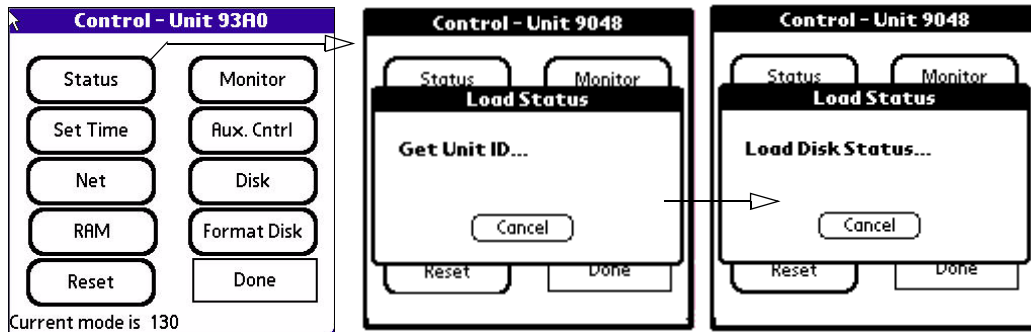 Control - Unit 93A0
Status Monitor
Set Time Aux. Cntrl
Net Disk
RAM Format Disk
Reset Done
Current mode is 130
Control - Unit 9048
Status Monitor
Load Status
Get Unit ID...
Cancel
Reset Done
Control - Unit 9048
Status Monitor
Load Status
Load Disk Status...
Cancel
Reset Done